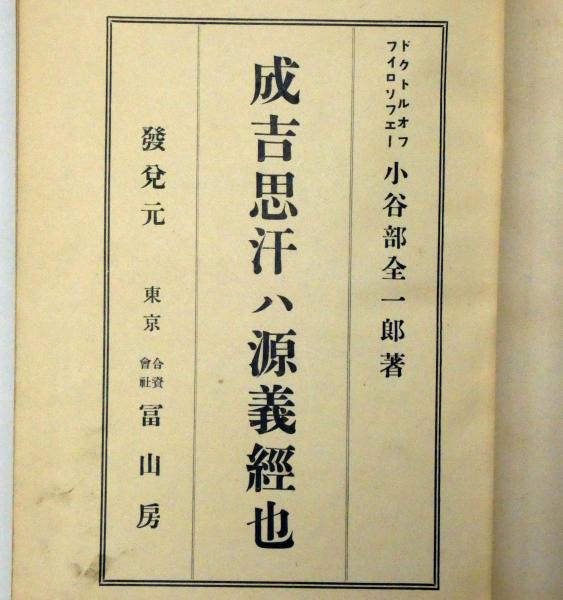 ドクトルオフ
フイロソフエー
小谷部全一郎著
成吉思汗ハ源義經也
發兌元 東京 合資會社 冨山房